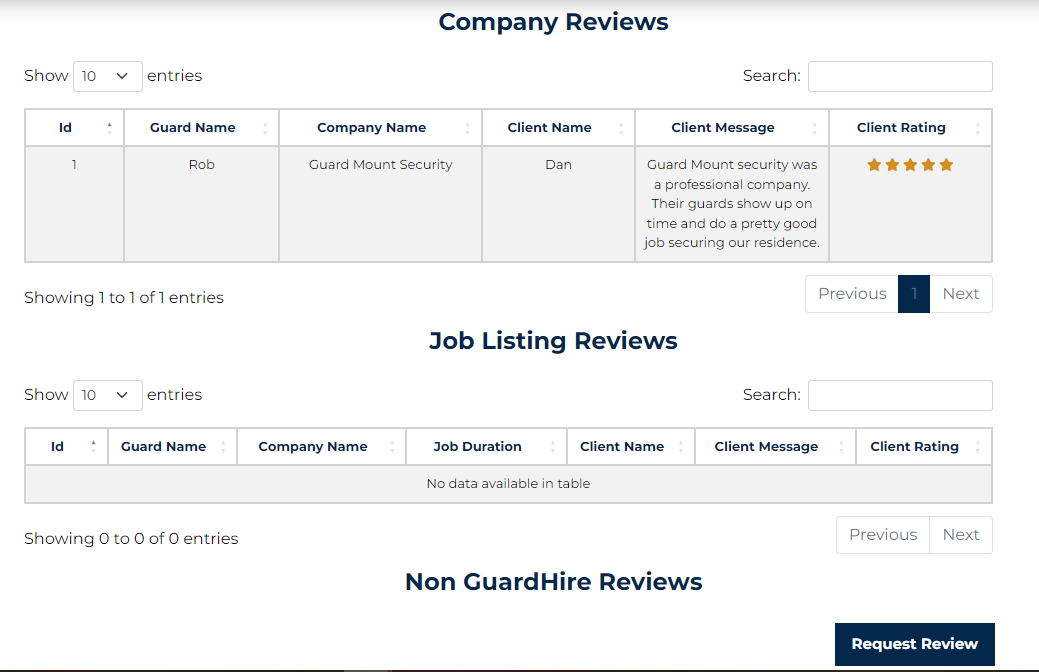 Company Reviews
Show 10 entries Search:
Id Guard Name Company Name Client Name Client Message Client Rating
1 Rob Guard Mount Security Dan Guard Mount security was
a professional company.
Their guards show up on
time and do a pretty good
job securing our residence.
Showing 1 to 1 of 1 entries Previous 1 Next
Job Listing Reviews
Show 10 entries Search:
Id Guard Name Company Name Job Duration Client Name Client Message Client Rating
No data available in table
Showing 0 to 0 of 0 entries Previous Next
Non GuardHire Reviews
Request Review